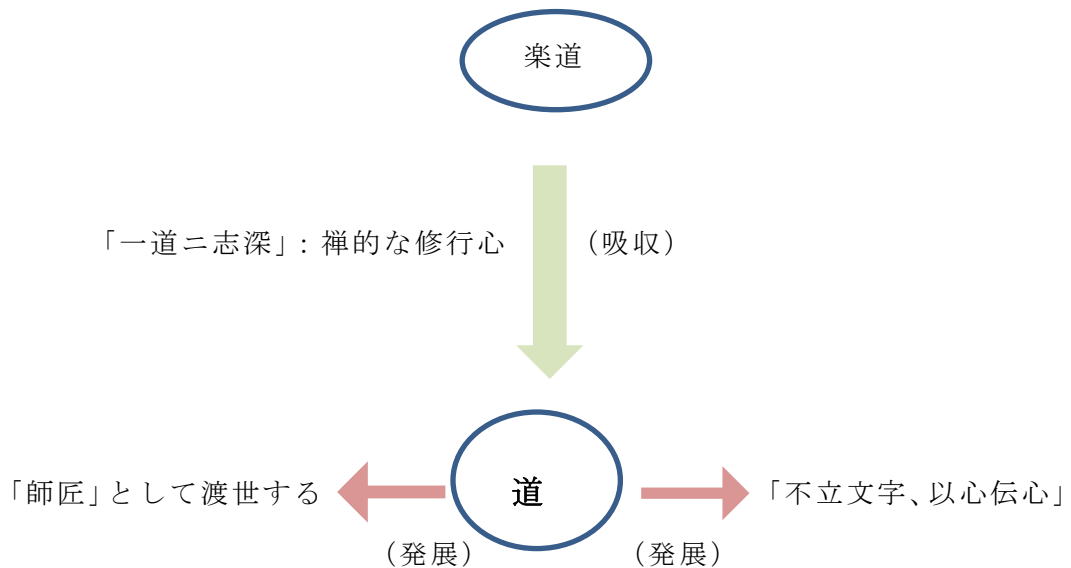 楽道
「一道ニ志深」: 禅的な修行心 （吸収）
道
「師匠」として渡世する
「不立文字、以心伝心」
（発展）
（発展）